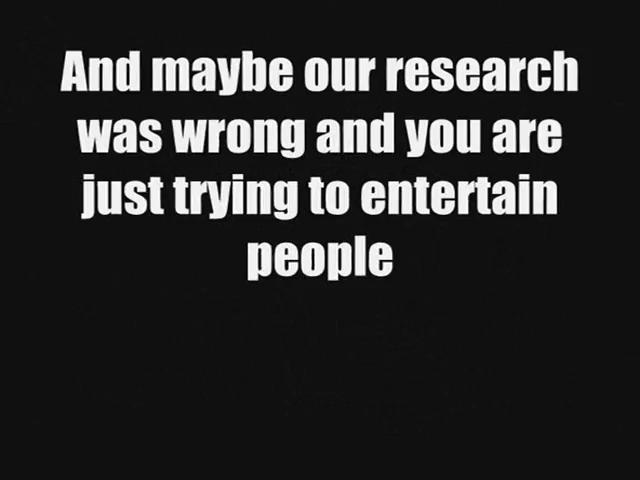 And maybe our research
was wrong and you are
just trying to entertain
people